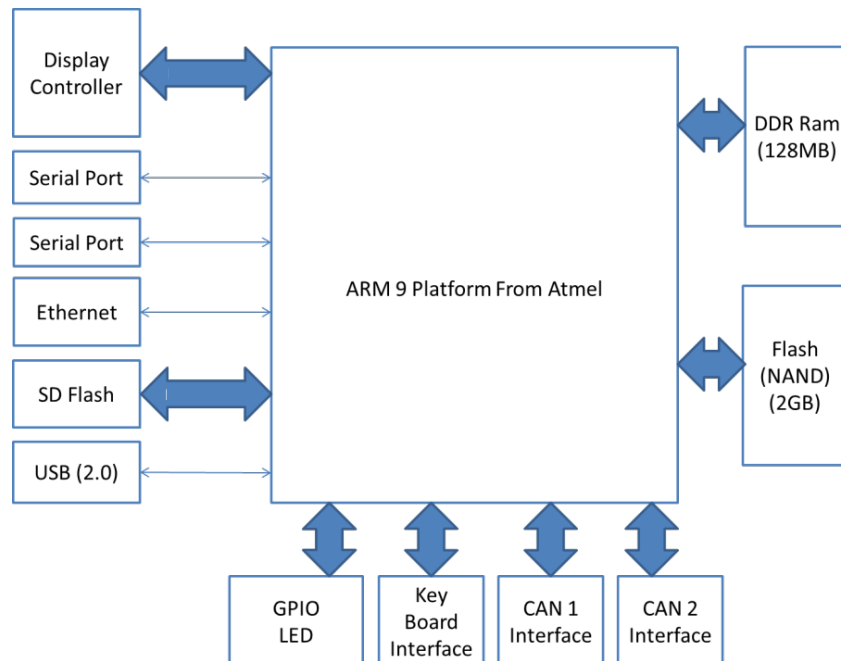 Display
Controller
Serial Port
Serial Port
Ethernet
SD Flash
USB (2.0)
ARM 9 Platform From Atmel
DDR Ram
(128MB)
Flash
(NAND)
(2GB)
GPIO
LED
Key
Board
Interface
CAN 1
Interface
CAN 2
Interface